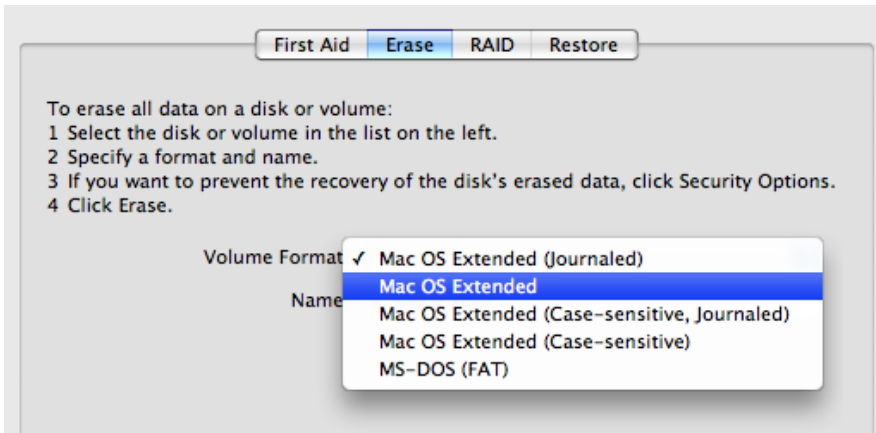 First Aid Erase RAID Restore
To erase all data on a disk or volume:
1 Select the disk or volume in the list on the left.
2 Specify a format and name.
3 If you want to prevent the recovery of the disk's erased data, click Security Options.
4 Click Erase.
Volume Format ✓ Mac OS Extended (Journaled)
Name Mac OS Extended
Mac OS Extended (Case-sensitive, Journaled)
Mac OS Extended (Case-sensitive)
MS-DOS (FAT)